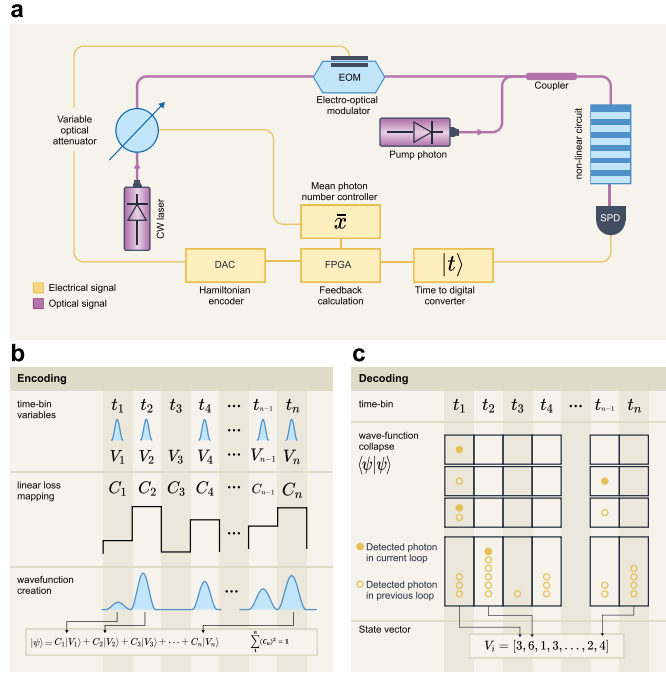 a
EOM
Electro-optical
modulator
Coupler
Variable
optical
attenuator
Pump photon
non-linear circuit
CW laser
Mean photon
number controller
x̄
SPD
DAC
FPGA
|t⟩
Hamiltonian
encoder
Feedback
calculation
Time to digital
converter
Electrical signal
Optical signal
b
Encoding
time-bin
variables
t₁ t₂ t₃ t₄ ... tₙ₋₁ tₙ
...
V₁ V₂ V₃ V₄ ... Vₙ₋₁ Vₙ
linear loss
mapping
C₁ C₂ C₃ C₄ ... Cₙ₋₁ Cₙ
...
wavefunction
creation
...
|ψ⟩ = C₁|V₁⟩ + C₂|V₂⟩ + C₃|V₃⟩ + ··· + Cₙ|Vₙ⟩ ∑ₙ₁ (Cₙ)² = 1
c
Decoding
time-bin
t₁ t₂ t₃ t₄ ... tₙ₋₁ tₙ
wave-function
collapse
⟨ψ|ψ⟩
Detected photon
in current loop
Detected photon
in previous loop
State vector
Vᵢ = [3, 6, 1, 3, . . . , 2, 4]